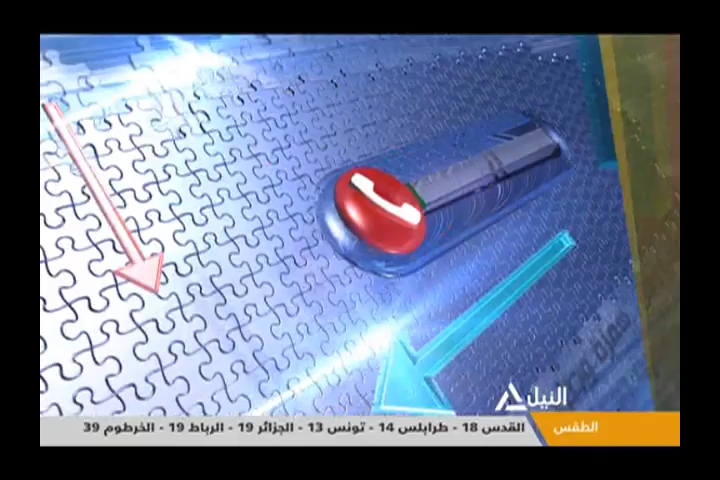 النيل
الطقس
القدس 18 - طرابلس 14 - تونس 13 - الجزائر 19 - الرباط 19 - الخرطوم 39